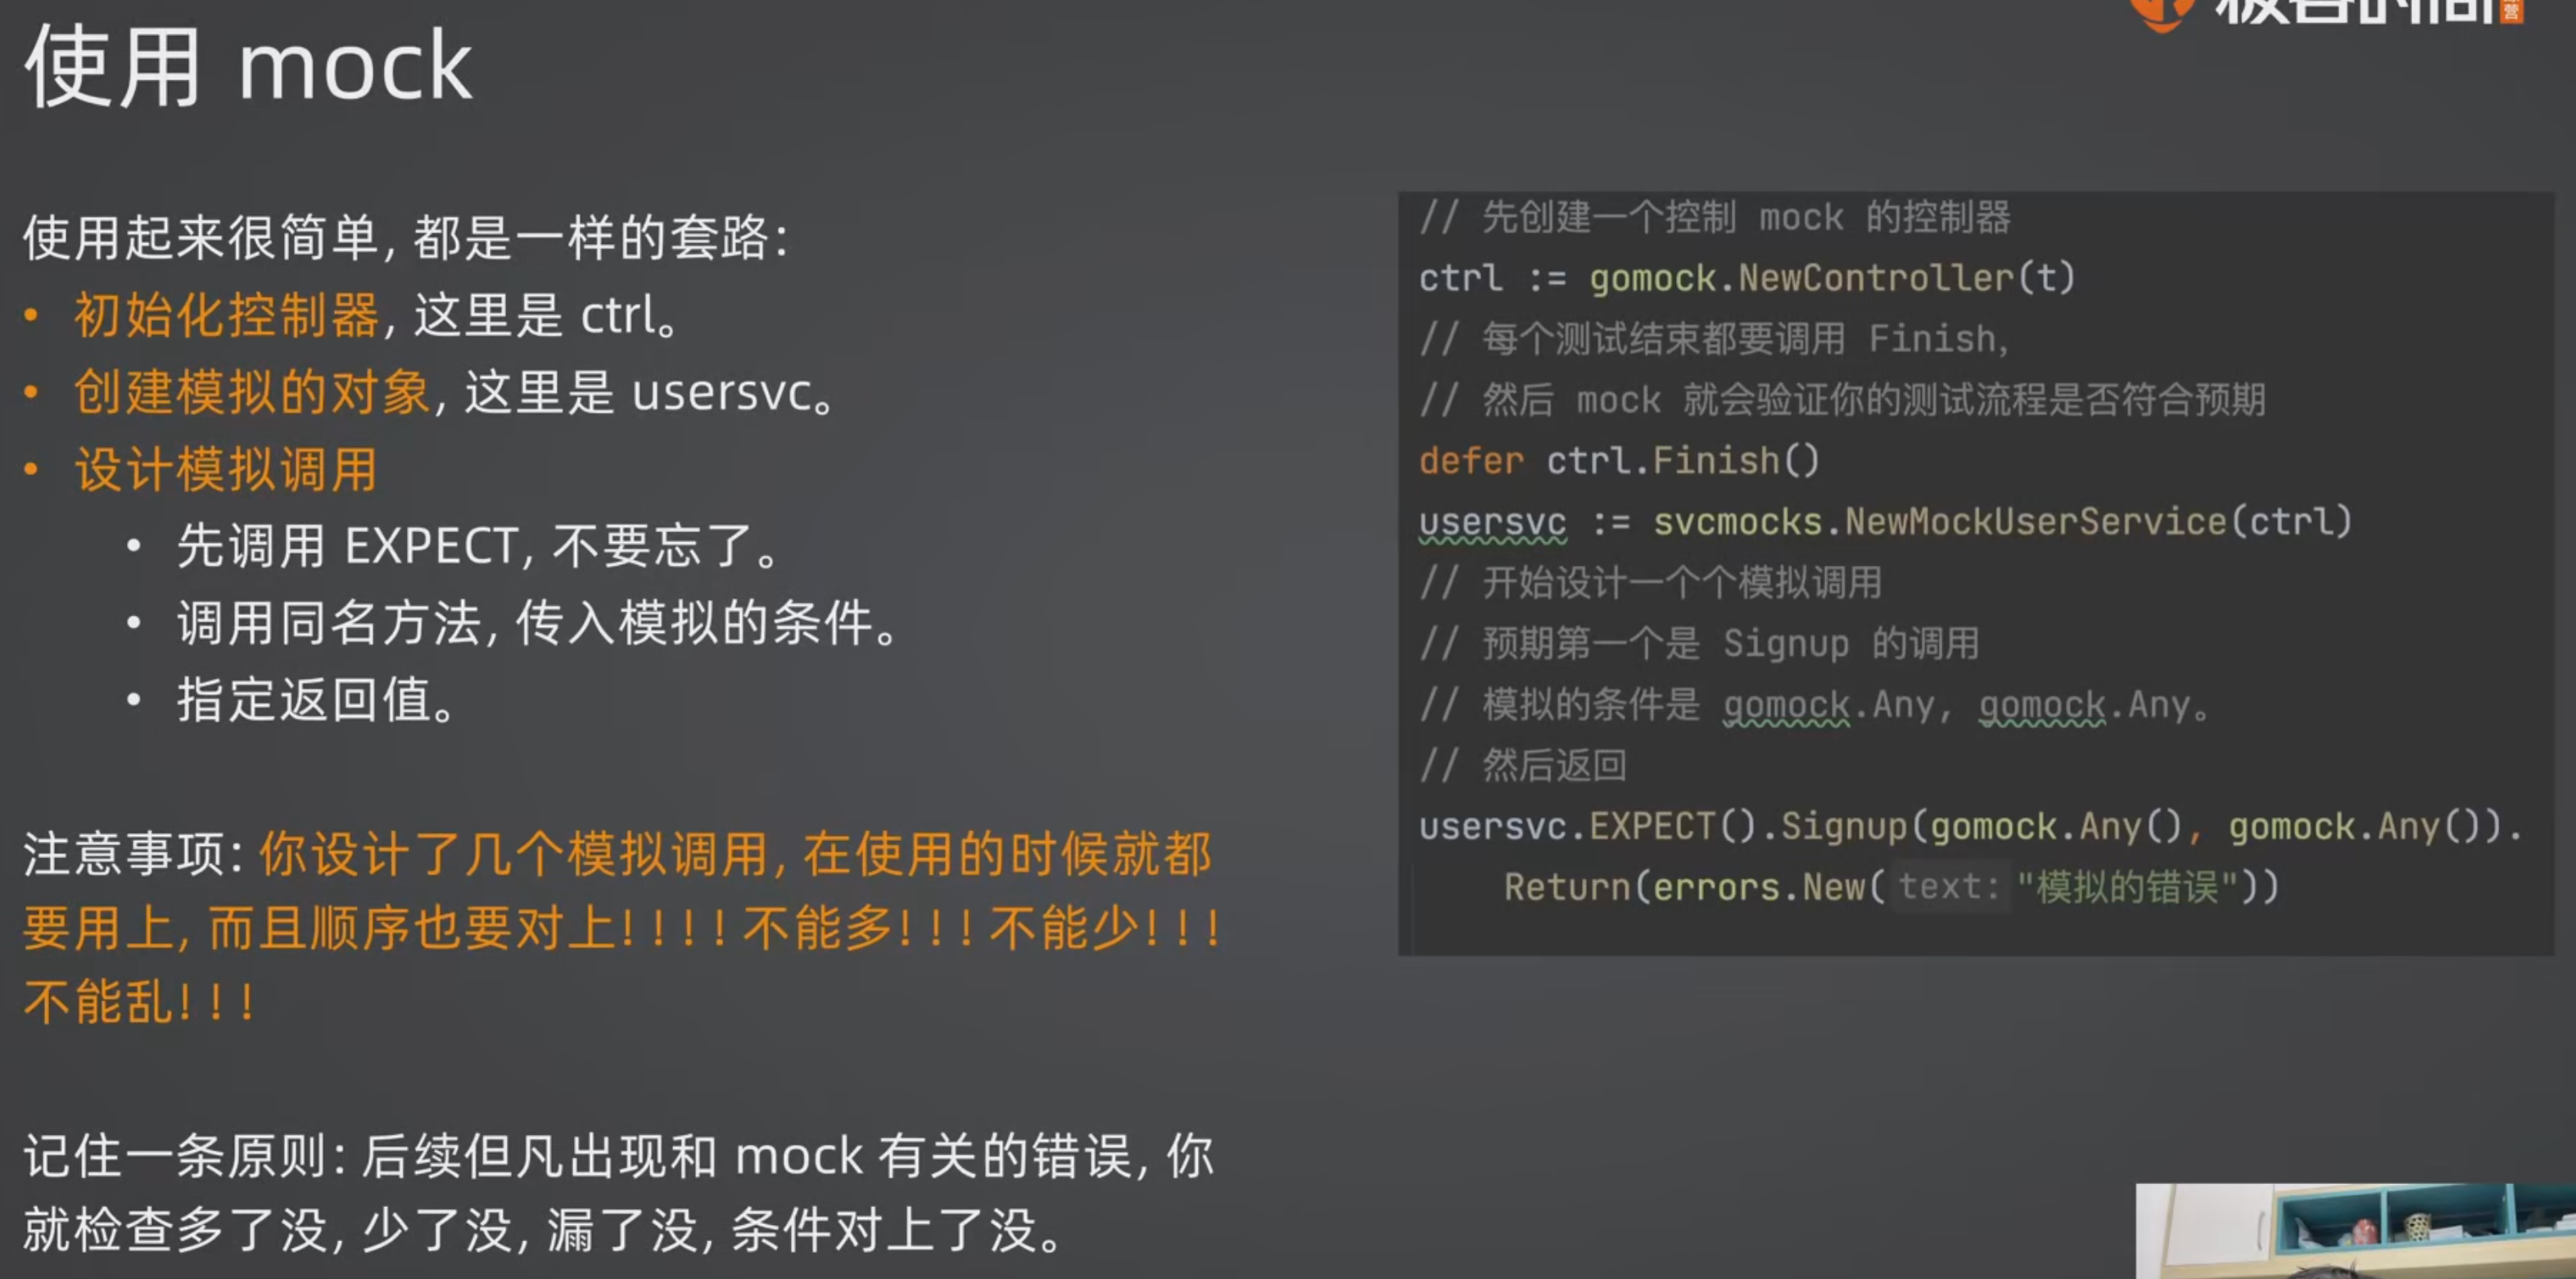 使用 mock
使用起来很简单, 都是一样的套路:
• 初始化控制器, 这里是 ctrl。
• 创建模拟的对象, 这里是 usersvc。
• 设计模拟调用
• 先调用 EXPECT, 不要忘了。
• 调用同名方法, 传入模拟的条件。
• 指定返回值。
注意事项: 你设计了几个模拟调用, 在使用的时候就都
要用上, 而且顺序也要对上!!!! 不能多!!! 不能少!!!
不能乱!!!
记住一条原则: 后续但凡出现和 mock 有关的错误, 你
就检查多了没, 少了没, 漏了没, 条件对上了没。
// 先创建一个控制 mock 的控制器
ctrl := gomock.NewController(t)
// 每个测试结束都要调用 Finish,
// 然后 mock 就会验证你的测试流程是否符合预期
defer ctrl.Finish()
usersvc := svcmocks.NewMockUserService(ctrl)
// 开始设计一个个模拟调用
// 预期第一个是 Signup 的调用
// 模拟的条件是 gomock.Any, gomock.Any。
// 然后返回
usersvc.EXPECT().Signup(gomock.Any(), gomock.Any()).
Return(errors.New( text: "模拟的错误"))